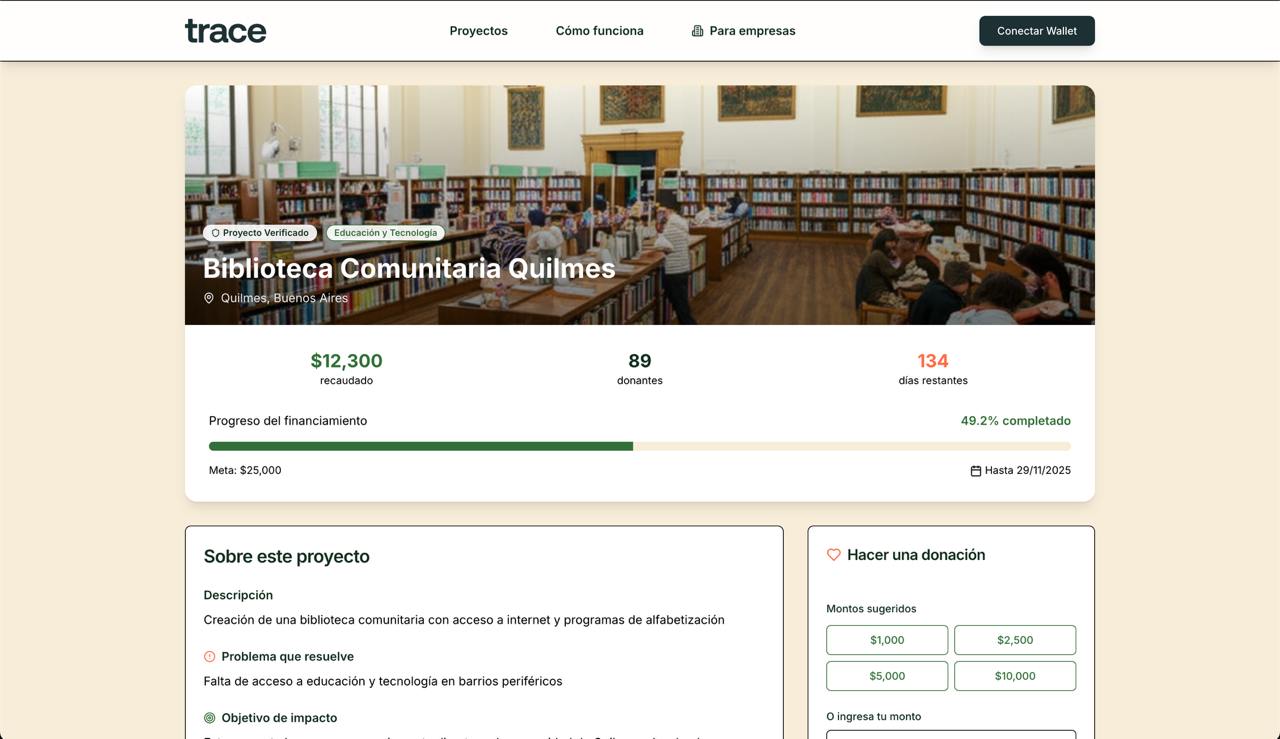 trace
Proyectos
Cómo funciona
Para empresas
Conectar Wallet
Proyecto Verificado
Educación y Tecnología
Biblioteca Comunitaria Quilmes
Quilmes, Buenos Aires
$12,300
recaudado
89
donantes
134
días restantes
Progreso del financiamiento
49.2% completado
Meta: $25,000
Hasta 29/11/2025
Sobre este proyecto
Descripción
Creación de una biblioteca comunitaria con acceso a internet y programas de alfabetización
Problema que resuelve
Falta de acceso a educación y tecnología en barrios periféricos
Objetivo de impacto
Hacer una donación
Montos sugeridos
$1,000
$2,500
$5,000
$10,000
O ingresa tu monto